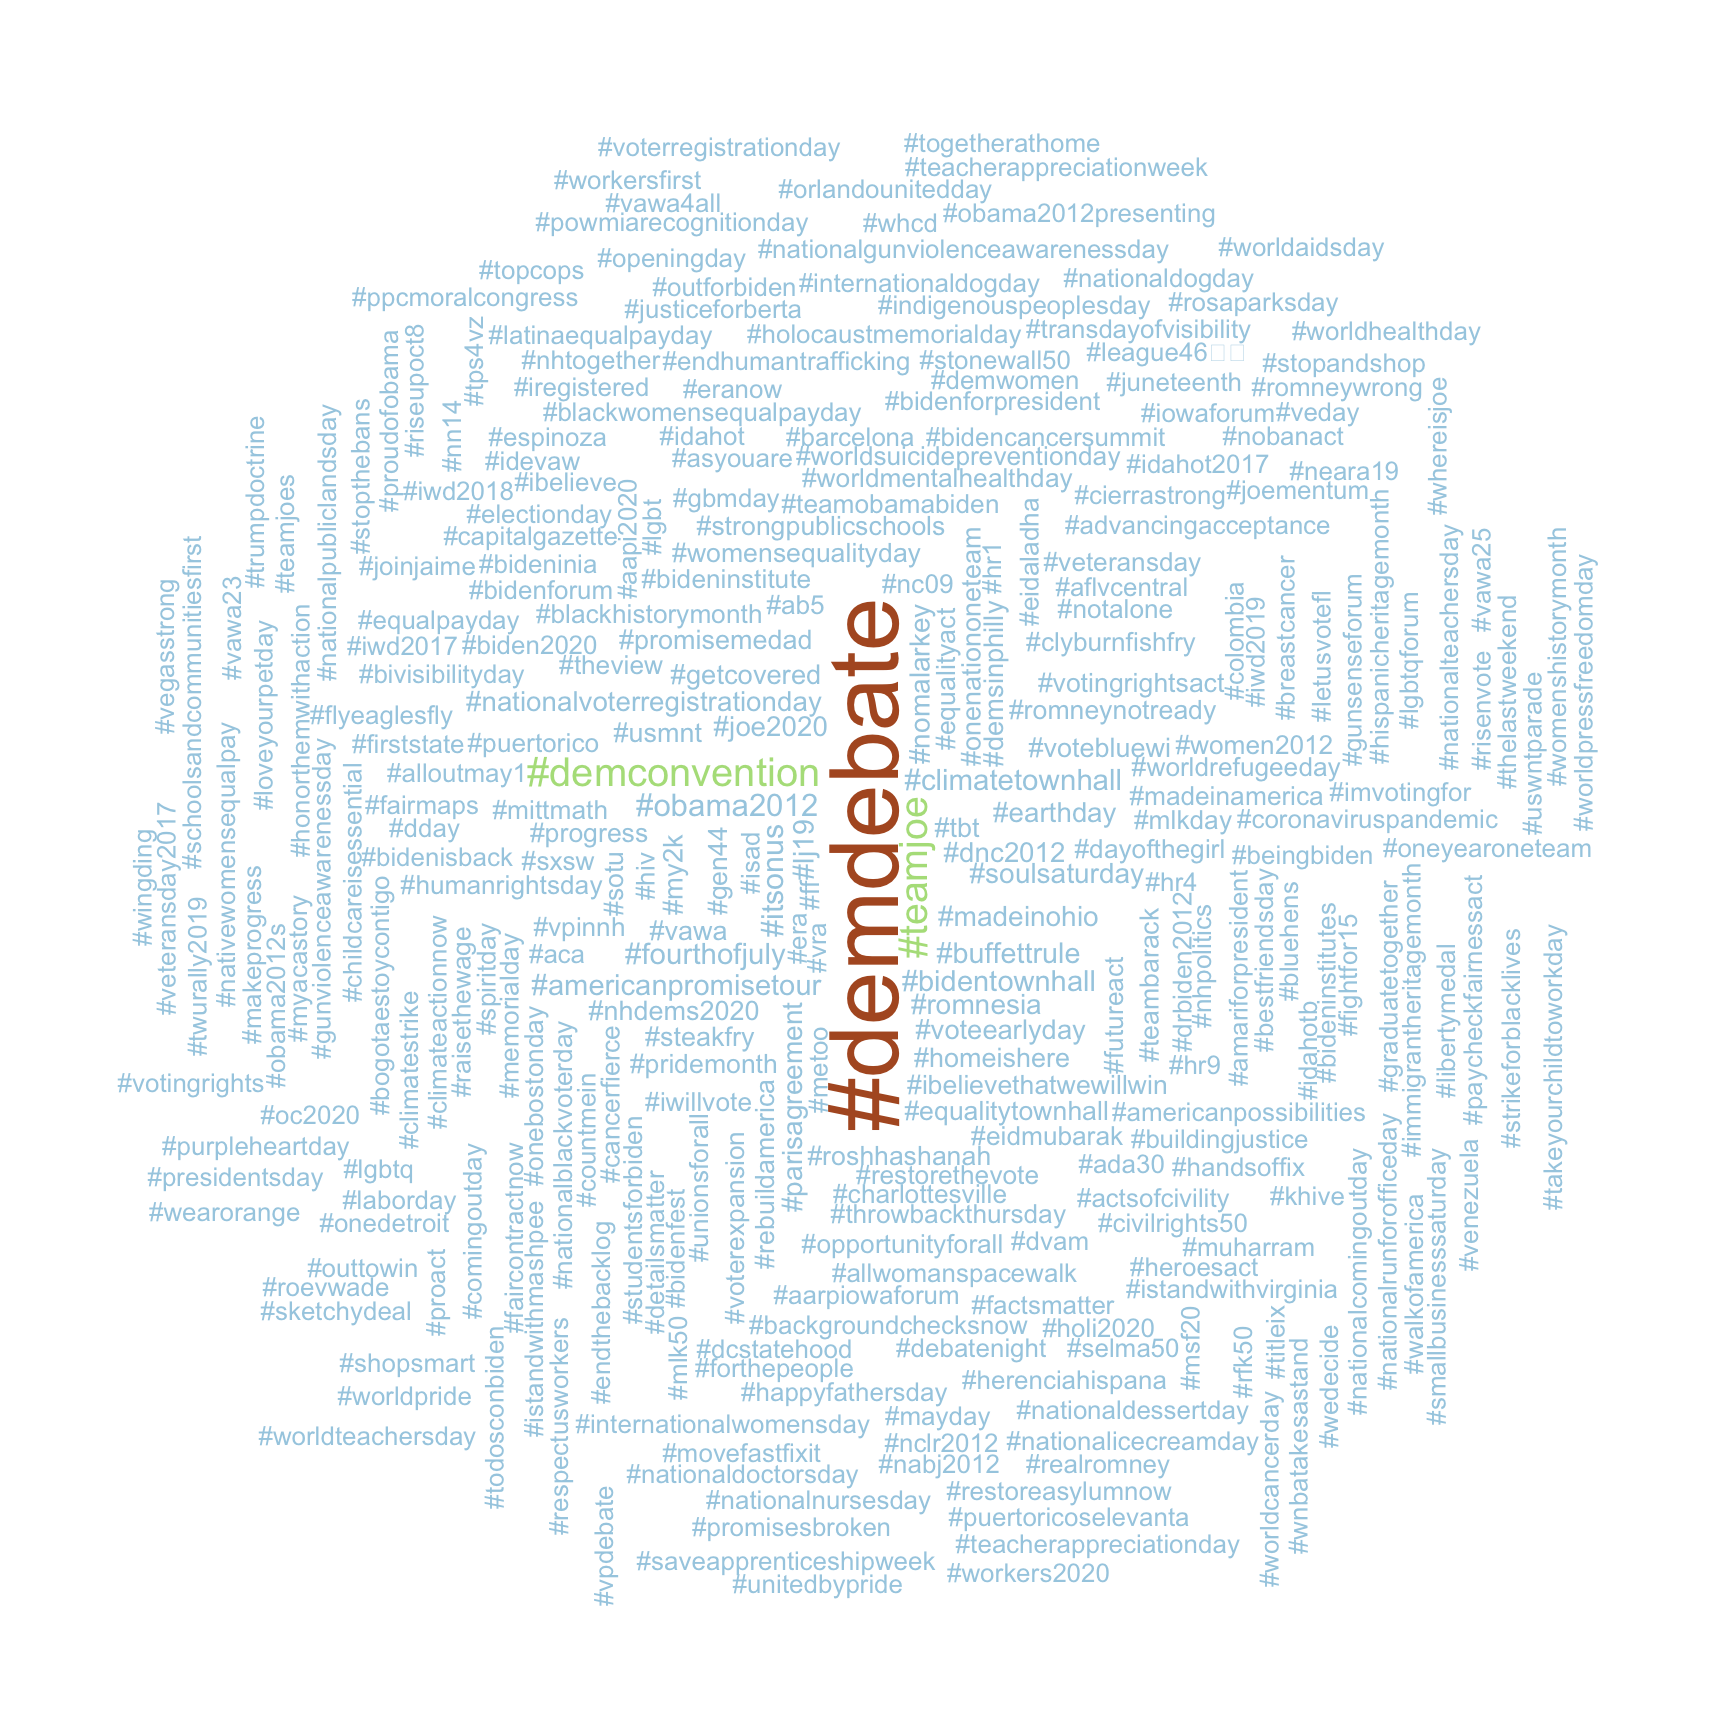 #voterregistrationday
#togetherathome
#teacherappreciationweek
#workersfirst
#orlandounitedday
#vawa4all
#obama2012presenting
#powmiarecognitionday
#whcd
#nationalgunviolenceawarenessday
#worldaidsday
#openingday
#topcops
#nationaldogday
#internationaldogday
#outforbiden
#ppcmoralcongress
#rosaparksday
#indigenouspeoplesday
#justiceforberta
#transdayofvisibility
#worldhealthday
#holocaustmemorialday
#latinaequalpayday
#tps4vz
#riseupoct8
#proudofobama
#league46
#nhtogether
#endhumantrafficking
#stonewall50
#stopandshop
#demwomen
#juneteenth
#iregistered
#eranow
#romneywrong
#bidenforpresident
#whereisjoe
#blackwomensequalpayday
#iowaforum
#veday
#nn14
#stopthebans
#nationalpubliclandsday
#trumpdoctrine
#espinoza
#idahot
#barcelona
#bidencancersummit
#nobanact
#idevaw
#asyouare
#worldsuicidepreventionday
#idahot2017
#neara19
#teamjoes
#ibelieve
#worldmentalhealthday
#iwd2018
#gbmday
#cierrastrong
#joementum
#teamobamabiden
#electionday
#aapi2020
#lgbt
#strongpublicschools
#advancingacceptance
#hispanicheritagemonth
#capitalgazette
#womensequalityday
#eidaladha
#onenationoneteam
#hr1
#veteransday
#joinjaime
#bideninia
#bideninstitute
#nc09
#aflvcentral
#bidenforum
#ab5
#notalone
#blackhistorymonth
#equalpayday
#promisemedad
#clyburnfishfry
#iwd2017
#biden2020
#theview
#colombia
#iwd2019
#breastcancer
#letusvotefl
#gunsenseforum
#lgbtqforum
#nationalteachersday
#risenvote
#vawa25
#thelastweekend
#uswntparade
#womenshistorymonth
#worldpressfreedomday
#schoolsandcommunitiesfirst
#vegasstrong
#vawa23
#loveyourpetday
#honorthemwithaction
#bivisibilityday
#getcovered
#votingrightsact
#nationalvoterregistrationday
#romneynotready
#flyeaglesfly
#demdebate
#nomalarkey
#equalityact
#demsinphilly
#joe2020
#usmnt
#firststate
#puertorico
#votebluewi
#women2012
#alloutmay1
#demconvention
#climatetownhall
#worldrefugeeday
#madeinamerica
#imvotingfor
#fairmaps
#mittmath
#obama2012
#earthday
#mlkday
#coronaviruspandemic
#teamjoe
#tbt
#dday
#progress
#dnc2012
#dayofthegirl
#beingbiden
#oneyearoneteam
#bidenisback
#sxsw
#soulsaturday
#hr4
#humanrightsday
#sotu
#hiv
#my2k
#gen44
#isad
#itsonus
#lj19
#ff
#era
#vra
#wingding
#veteransday2017
#twurally2019
#nativewomensequalpay
#makeprogress
#obama2012s
#myacastory
#gunviolenceawarenessday
#childcareisessential
#bogotaestoycontigo
#climatestrike
#climateactionnow
#raisethewage
#spiritday
#memorialday
#vpinnh
#vawa
#madeinohio
#aca
#fourthofjuly
#buffettrule
#americanpromisetour
#bidentownhall
#nhdems2020
#romnesia
#steakfry
#voteearlyday
#pridemonth
#homeishere
#futureact
#teambarack
#drbiden2012
#nhpolitics
#hr9
#amariforpresident
#bestfriendsday
#bluehens
#idahotb
#bideninstitutes
#fightfor15
#graduatetogether
#immigrantheritagemonth
#libertymedal
#paycheckfairnessact
#strikeforblacklives
#takeyourchildtoworkday
#votingrights
#ibelievethatwewillwin
#iwillvote
#metoo
#parisagreement
#rebuildamerica
#oc2020
#equalitytownhall
#americanpossibilities
#eidmubarak
#buildingjustice
#purpleheartday
#lgbtq
#presidentsday
#roshhashanah
#ada30
#handsoffix
#restorethevote
#laborday
#charlottesville
#actsofcivility
#khive
#wearorange
#onedetroit
#throwbackthursday
#civilrights50
#opportunityforall
#dvam
#muharram
#outtowin
#allwomanspacewalk
#heroesact
#roevwade
#istandwithvirginia
#aarpiowaforum
#factsmatter
#sketchydeal
#proact
#comingoutday
#faircontractnow
#onebostonday
#nationalblackvoterday
#countmein
#cancerfierce
#studentsforbiden
#detailsmatter
#bidenfest
#unionsforall
#voterexpansion
#backgroundchecksnow
#holi2020
#dcstatehood
#debatenight
#selma50
#msf20
#rfk50
#titleix
#wedecide
#nationalcomingoutday
#nationalrunforofficeday
#walkofamerica
#smallbusinesssaturday
#venezuela
#shopsmart
#forthepeople
#mlk50
#endthebacklog
#istandwithmashpee
#respectusworkers
#todosconbiden
#worldpride
#happyfathersday
#herenciahispana
#mayday
#nationaldessertday
#worldteachersday
#internationalwomensday
#nclr2012
#nationalicecreamday
#movefastfixit
#nabj2012
#realromney
#nationaldoctorsday
#restoreasylumnow
#nationalnursesday
#worldcancerday
#wnbatakesastand
#puertoricoselevanta
#promisesbroken
#vpdebate
#teacherappreciationday
#saveapprenticeshipweek
#workers2020
#unitedbypride